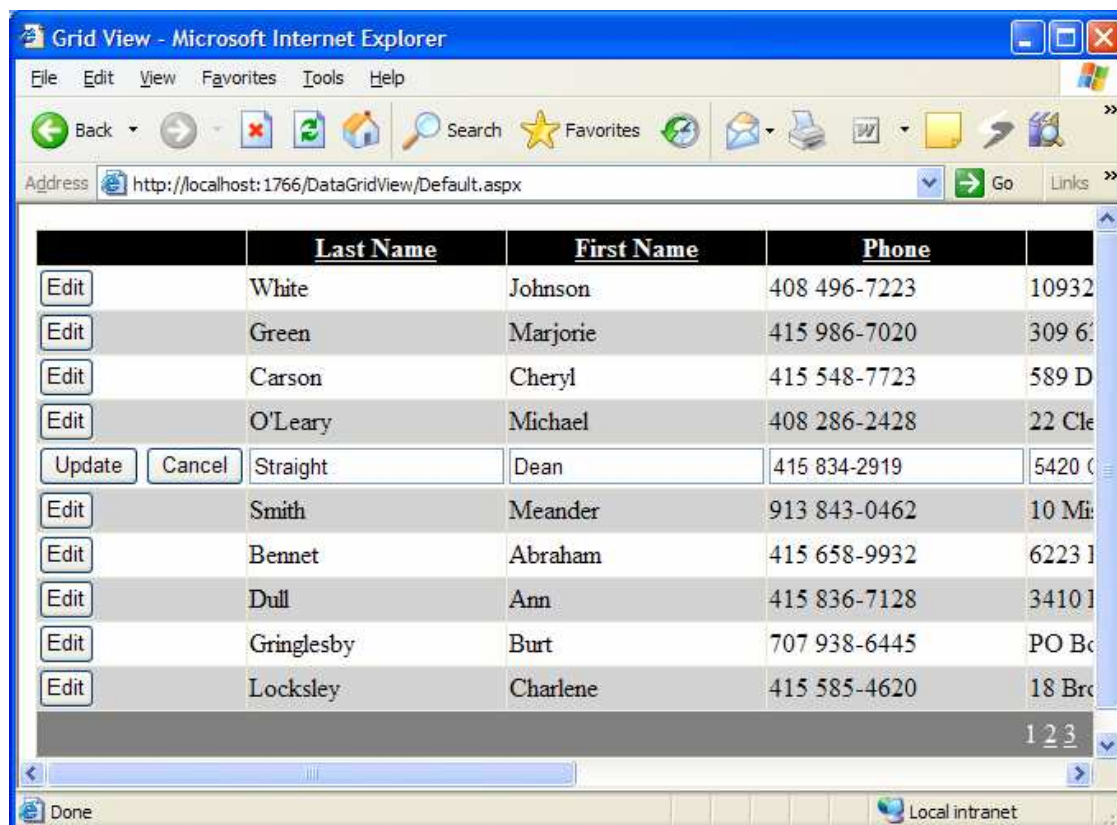 Grid View - Microsoft Internet Explorer
File Edit View Favorites Tools Help
Back Search Favorites
Address http://localhost:1766/DataGridView/Default.aspx Go Links
Last Name First Name Phone
Edit White Johnson 408 496-7223 10932
Edit Green Marjorie 415 986-7020 309
Edit Carson Cheryl 415 548-7723 589 D
Edit O'Leary Michael 408 286-2428 22 Cle
Update Cancel Straight Dean 415 834-2919 5420
Edit Smith Meander 913 843-0462 10
Edit Bennet Abraham 415 658-9932 6223
Edit Dull Ann 415 836-7128 3410
Edit Gringlesby Burt 707 938-6445 PO
Edit Locksley Charlene 415 585-4620 18
1 2 3
Done Local intranet